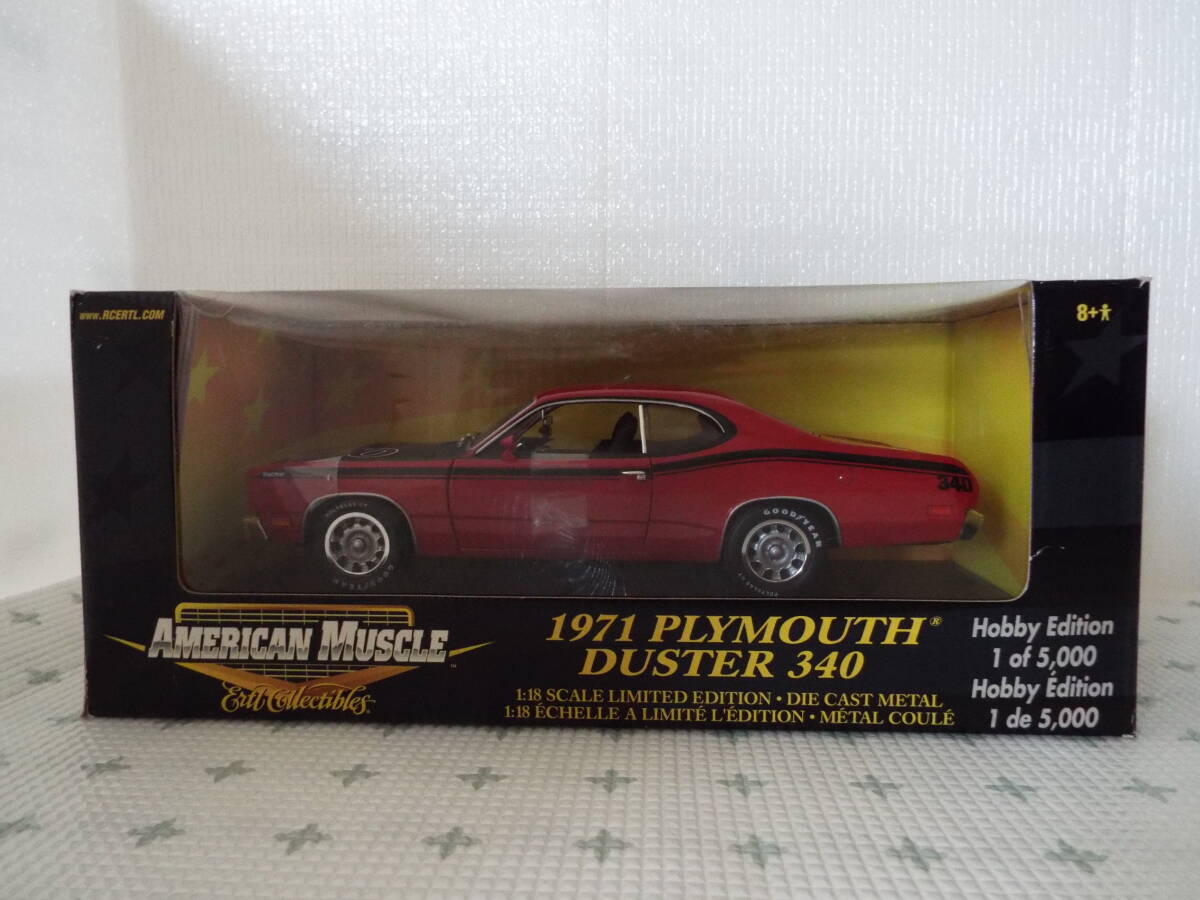 www.RCERTL.COM
8+
340
GOODYEAR
GOODYEAR
AMERICAN MUSCLE™
Ertl Collectibles
1971 PLYMOUTH®
DUSTER 340
1:18 SCALE LIMITED EDITION • DIE CAST METAL
1:18 ÉCHELLE A LIMITÉ L'ÉDITION • MÉTAL COULÉ
Hobby Edition
1 of 5,000
Hobby Édition
1 de 5,000